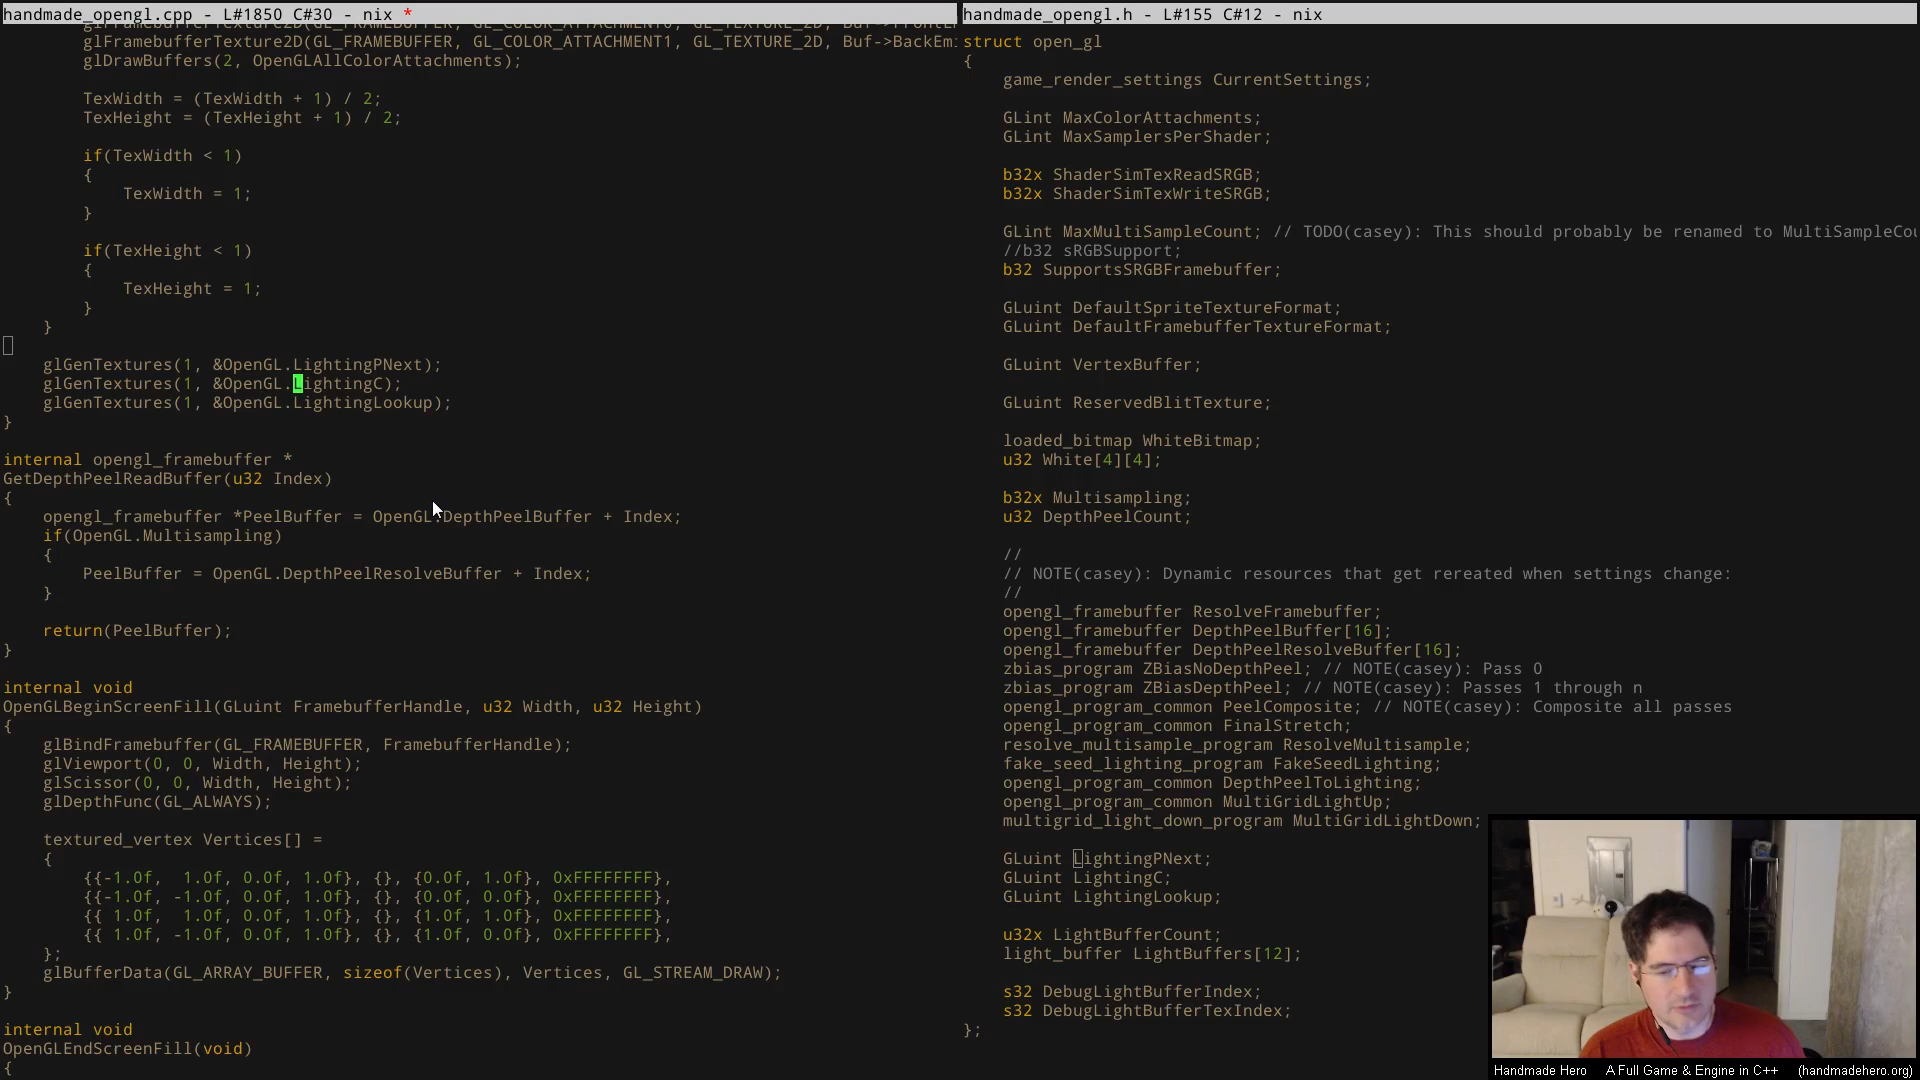 handmade_opengl.cpp - L#1850 C#30 - nix *
glFramebufferTexture2D(GL_FRAMEBUFFER, GL_COLOR_ATTACHMENT1, GL_TEXTURE_2D, Buf->BackEm
glDrawBuffers(2, OpenGLAllColorAttachments);
TexWidth = (TexWidth + 1) / 2;
TexHeight = (TexHeight + 1) / 2;
if(TexWidth < 1)
{
TexWidth = 1;
}
if(TexHeight < 1)
{
TexHeight = 1;
}
}
glGenTextures(1, &OpenGL.LightingPNext);
glGenTextures(1, &OpenGL.LightingC);
glGenTextures(1, &OpenGL.LightingLookup);
}
internal opengl_framebuffer *
GetDepthPeelReadBuffer(u32 Index)
{
opengl_framebuffer *PeelBuffer = OpenGL.DepthPeelBuffer + Index;
if(OpenGL.Multisampling)
{
PeelBuffer = OpenGL.DepthPeelResolveBuffer + Index;
}
return(PeelBuffer);
}
internal void
OpenGLBeginScreenFill(GLuint FramebufferHandle, u32 Width, u32 Height)
{
glBindFramebuffer(GL_FRAMEBUFFER, FramebufferHandle);
glViewport(0, 0, Width, Height);
glScissor(0, 0, Width, Height);
glDepthFunc(GL_ALWAYS);
textured_vertex Vertices[] =
{
{{-1.0f,  1.0f, 0.0f, 1.0f}, {}, {0.0f, 1.0f}, 0xFFFFFFFF},
{{-1.0f, -1.0f, 0.0f, 1.0f}, {}, {0.0f, 0.0f}, 0xFFFFFFFF},
{{ 1.0f,  1.0f, 0.0f, 1.0f}, {}, {1.0f, 1.0f}, 0xFFFFFFFF},
{{ 1.0f, -1.0f, 0.0f, 1.0f}, {}, {1.0f, 0.0f}, 0xFFFFFFFF},
};
glBufferData(GL_ARRAY_BUFFER, sizeof(Vertices), Vertices, GL_STREAM_DRAW);
}
internal void
OpenGLEndScreenFill(void)
{
handmade_opengl.h - L#155 C#12 - nix
struct open_gl
{
game_render_settings CurrentSettings;
GLint MaxColorAttachments;
GLint MaxSamplersPerShader;
b32x ShaderSimTexReadSRGB;
b32x ShaderSimTexWriteSRGB;
GLint MaxMultiSampleCount; // TODO(casey): This should probably be renamed to MultiSampleCou
//b32 sRGBSupport;
b32 SupportsSRGBFramebuffer;
GLuint DefaultSpriteTextureFormat;
GLuint DefaultFramebufferTextureFormat;
GLuint VertexBuffer;
GLuint ReservedBlitTexture;
loaded_bitmap WhiteBitmap;
u32 White[4][4];
b32x Multisampling;
u32 DepthPeelCount;
//
// NOTE(casey): Dynamic resources that get rereated when settings change:
//
opengl_framebuffer ResolveFramebuffer;
opengl_framebuffer DepthPeelBuffer[16];
opengl_framebuffer DepthPeelResolveBuffer[16];
zbias_program ZBiasNoDepthPeel; // NOTE(casey): Pass 0
zbias_program ZBiasDepthPeel; // NOTE(casey): Passes 1 through n
opengl_program_common PeelComposite; // NOTE(casey): Composite all passes
opengl_program_common FinalStretch;
resolve_multisample_program ResolveMultisample;
fake_seed_lighting_program FakeSeedLighting;
opengl_program_common DepthPeelToLighting;
opengl_program_common MultiGridLightUp;
multigrid_light_down_program MultiGridLightDown;
GLuint LightingPNext;
GLuint LightingC;
GLuint LightingLookup;
u32x LightBufferCount;
light_buffer LightBuffers[12];
s32 DebugLightBufferIndex;
s32 DebugLightBufferTexIndex;
};
Handmade Hero A Full Game & Engine in C++ (handmadehero.org)